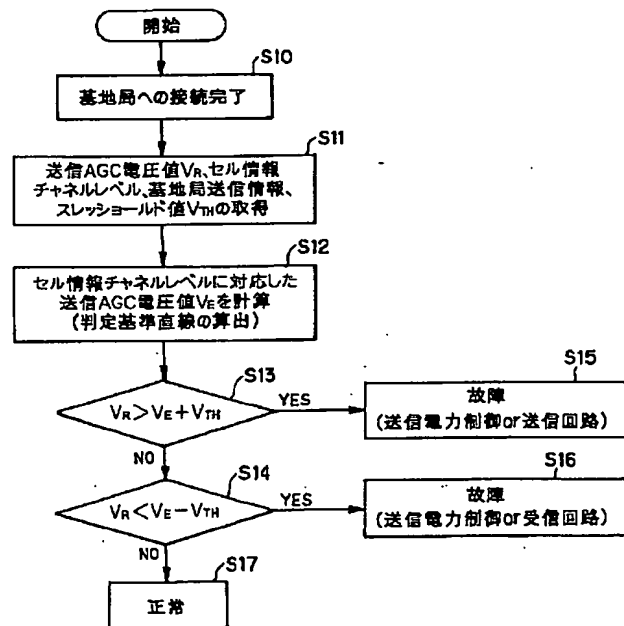 開始
S10
基地局への接続完了
S11
送信AGC電圧値VR、セル情報
チャネルレベル、基地局送信情報、
スレッショールド値VTHの取得
S12
セル情報チャネルレベルに対応した
送信AGC電圧値VEを計算
(判定基準直線の算出)
S13
VR>VE+VTH
YES
S15
故障
(送信電力制御or送信回路)
NO
S14
VR<VE-VTH
YES
S16
故障
(送信電力制御or受信回路)
NO
S17
正常